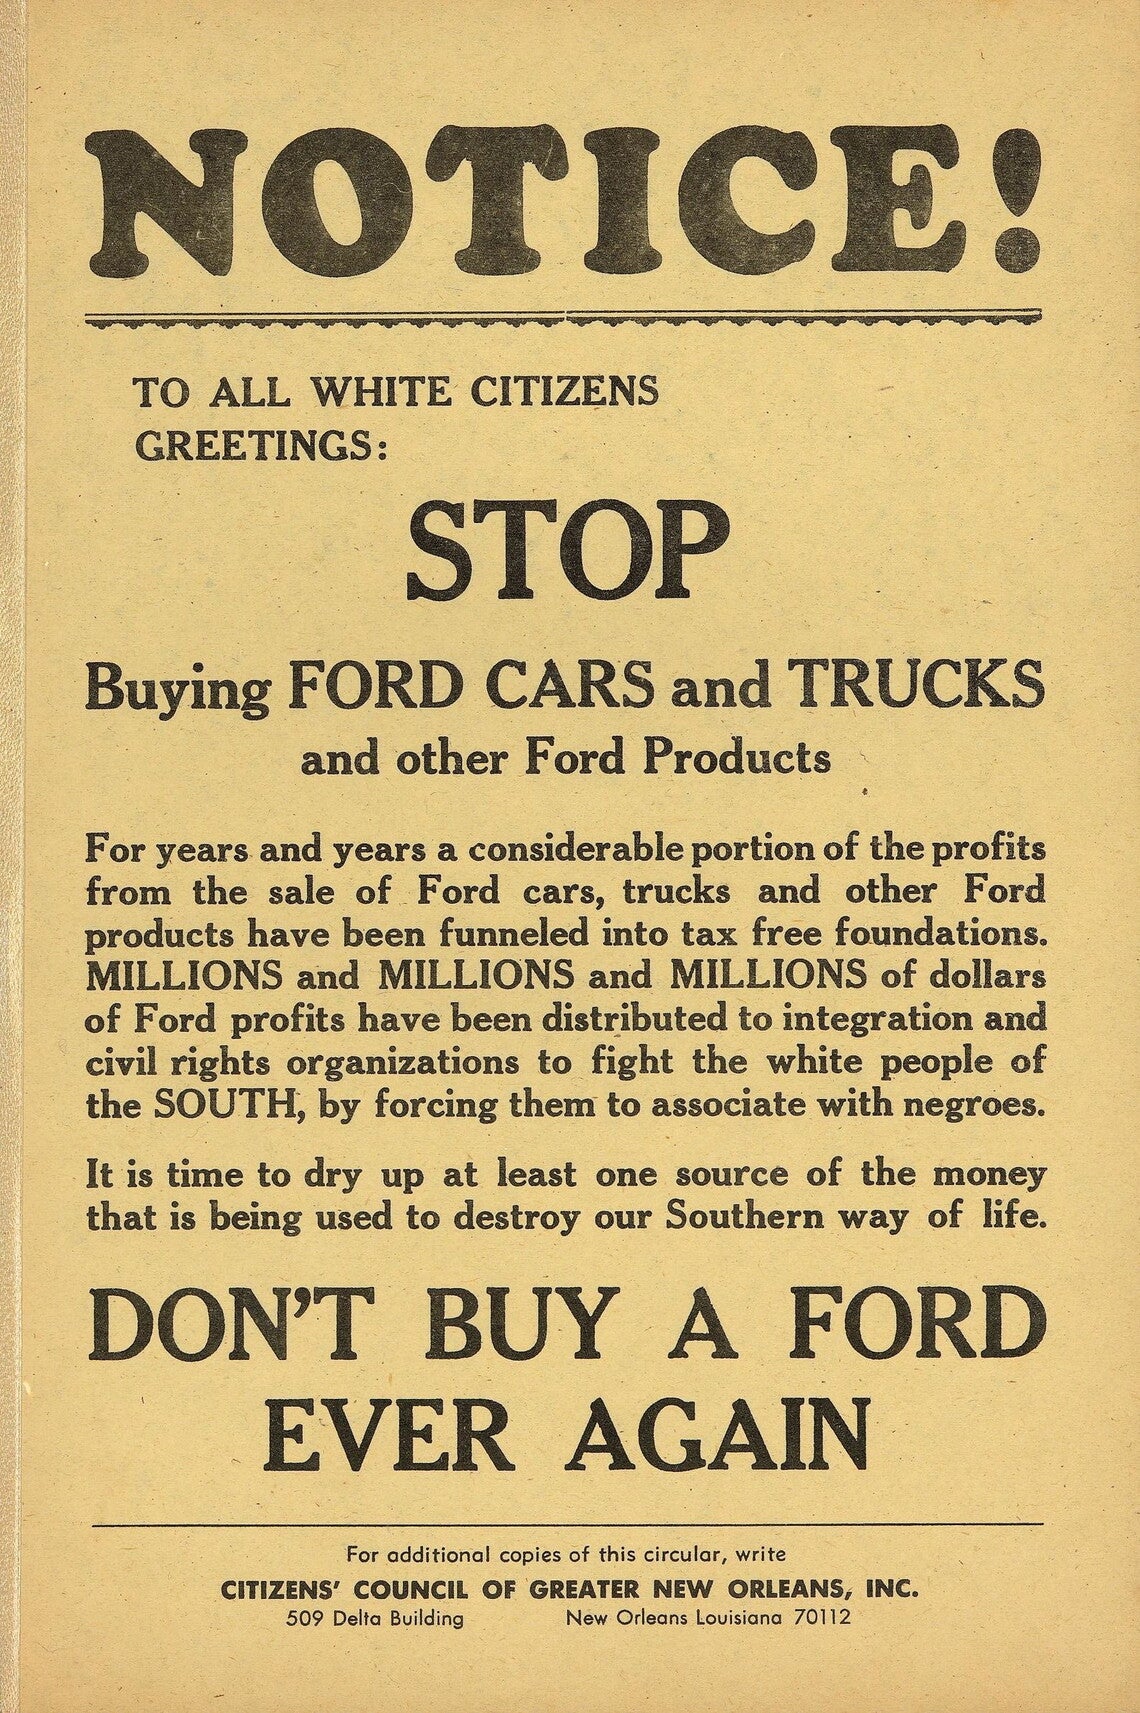 NOTICE!
TO ALL WHITE CITIZENS
GREETINGS:
STOP
Buying FORD CARS and TRUCKS
and other Ford Products
For years and years a considerable portion of the profits
from the sale of Ford cars, trucks and other Ford
products have been funneled into tax free foundations.
MILLIONS and MILLIONS and MILLIONS of dollars
of Ford profits have been distributed to integration and
civil rights organizations to fight the white people of
the SOUTH, by forcing them to associate with negroes.
It is time to dry up at least one source of the money
that is being used to destroy our Southern way of life.
DON'T BUY A FORD
EVER AGAIN
For additional copies of this circular, write
CITIZENS' COUNCIL OF GREATER NEW ORLEANS, INC.
509 Delta Building New Orleans Louisiana 70112